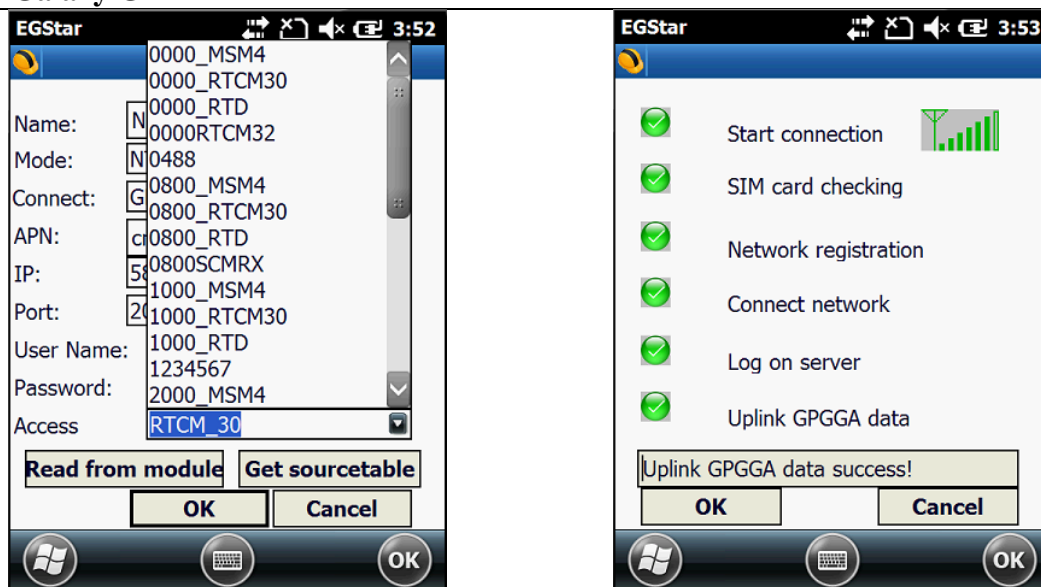 EGStar 3:52
0000_MSM4
0000_RTCM30
0000_RTD
0000RTCM32
0488
0800_MSM4
0800_RTCM30
0800_RTD
0800SCMRX
1000_MSM4
1000_RTCM30
1000_RTD
1234567
2000_MSM4
Name: N
Mode: N
Connect: G
APN:
IP: 58
Port: 20
User Name:
Password:
Access RTCM_30
Read from module Get sourcetable
OK Cancel
OK
EGStar 3:53
Start connection
SIM card checking
Network registration
Connect network
Log on server
Uplink GPGGA data
Uplink GPGGA data success!
OK Cancel
OK